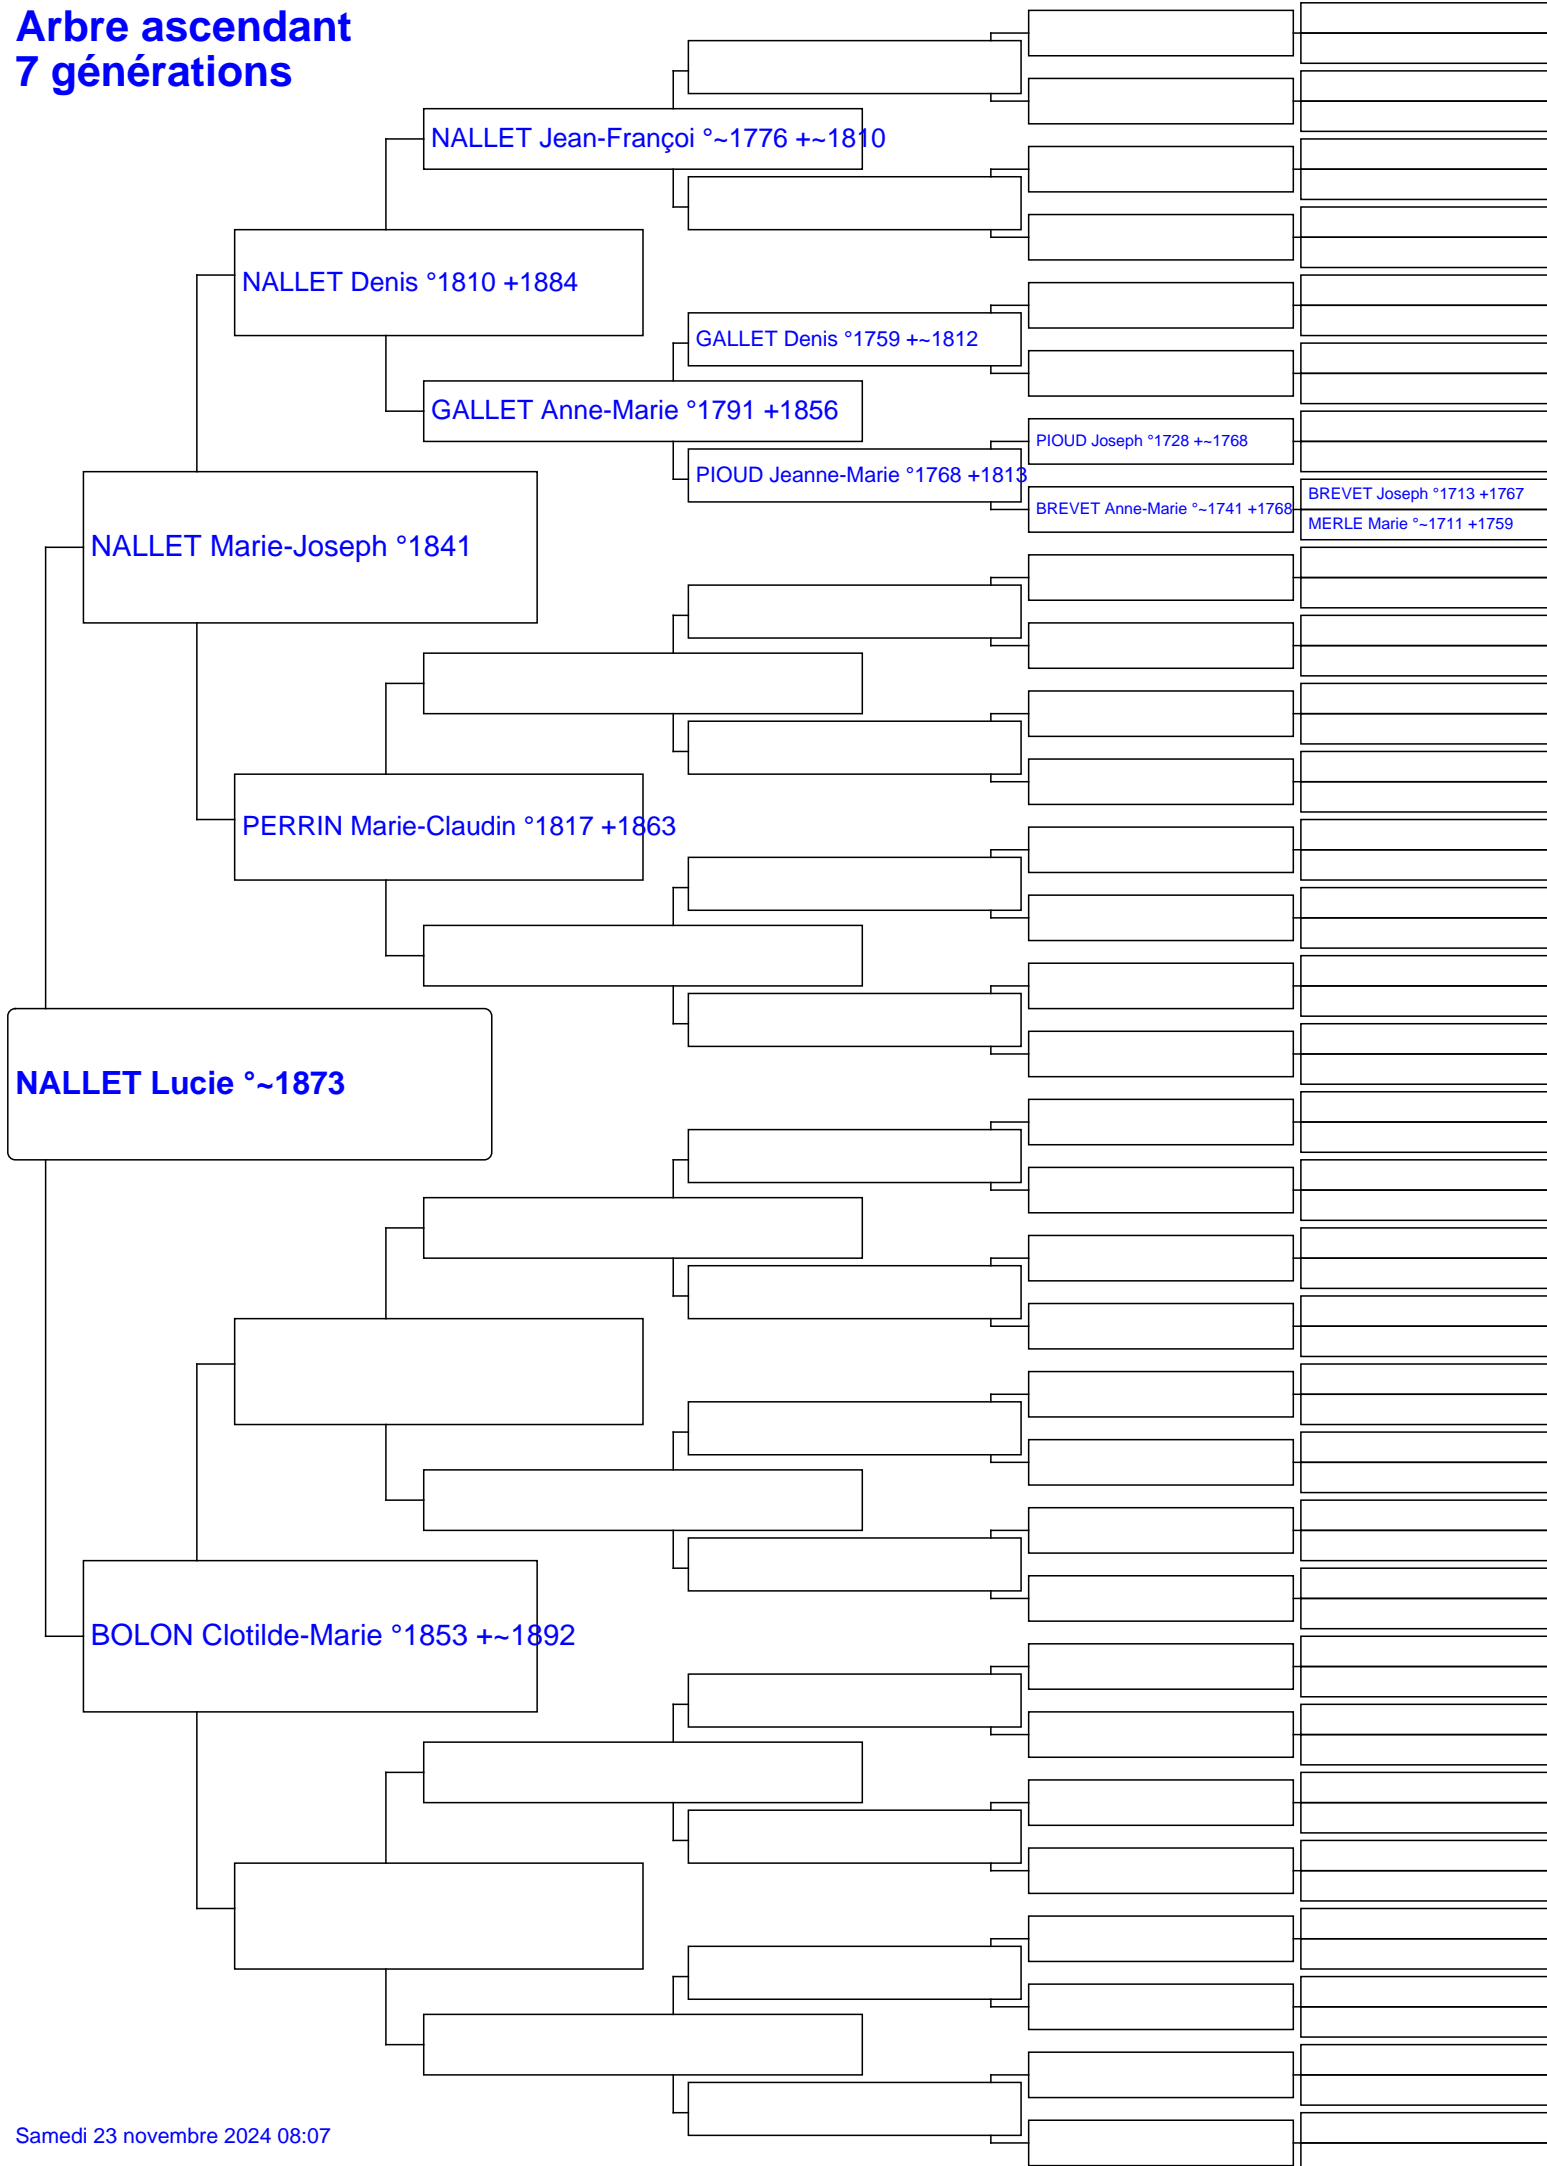 Arbre ascendant
7 générations
NALLET Jean-Françoi °~1776 +~1810
NALLET Denis °1810 +1884
GALLET Denis °1759 +~1812
GALLET Anne-Marie °1791 +1856
PIOUD Joseph °1728 +~1768
PIOUD Jeanne-Marie °1768 +1813
BREVET Joseph °1713 +1767
BREVET Anne-Marie °~1741 +1768
MERLE Marie °~1711 +1759
NALLET Marie-Joseph °1841
PERRIN Marie-Claudin °1817 +1863
NALLET Lucie °~1873
BOLON Clotilde-Marie °1853 +~1892
Samedi 23 novembre 2024 08:07